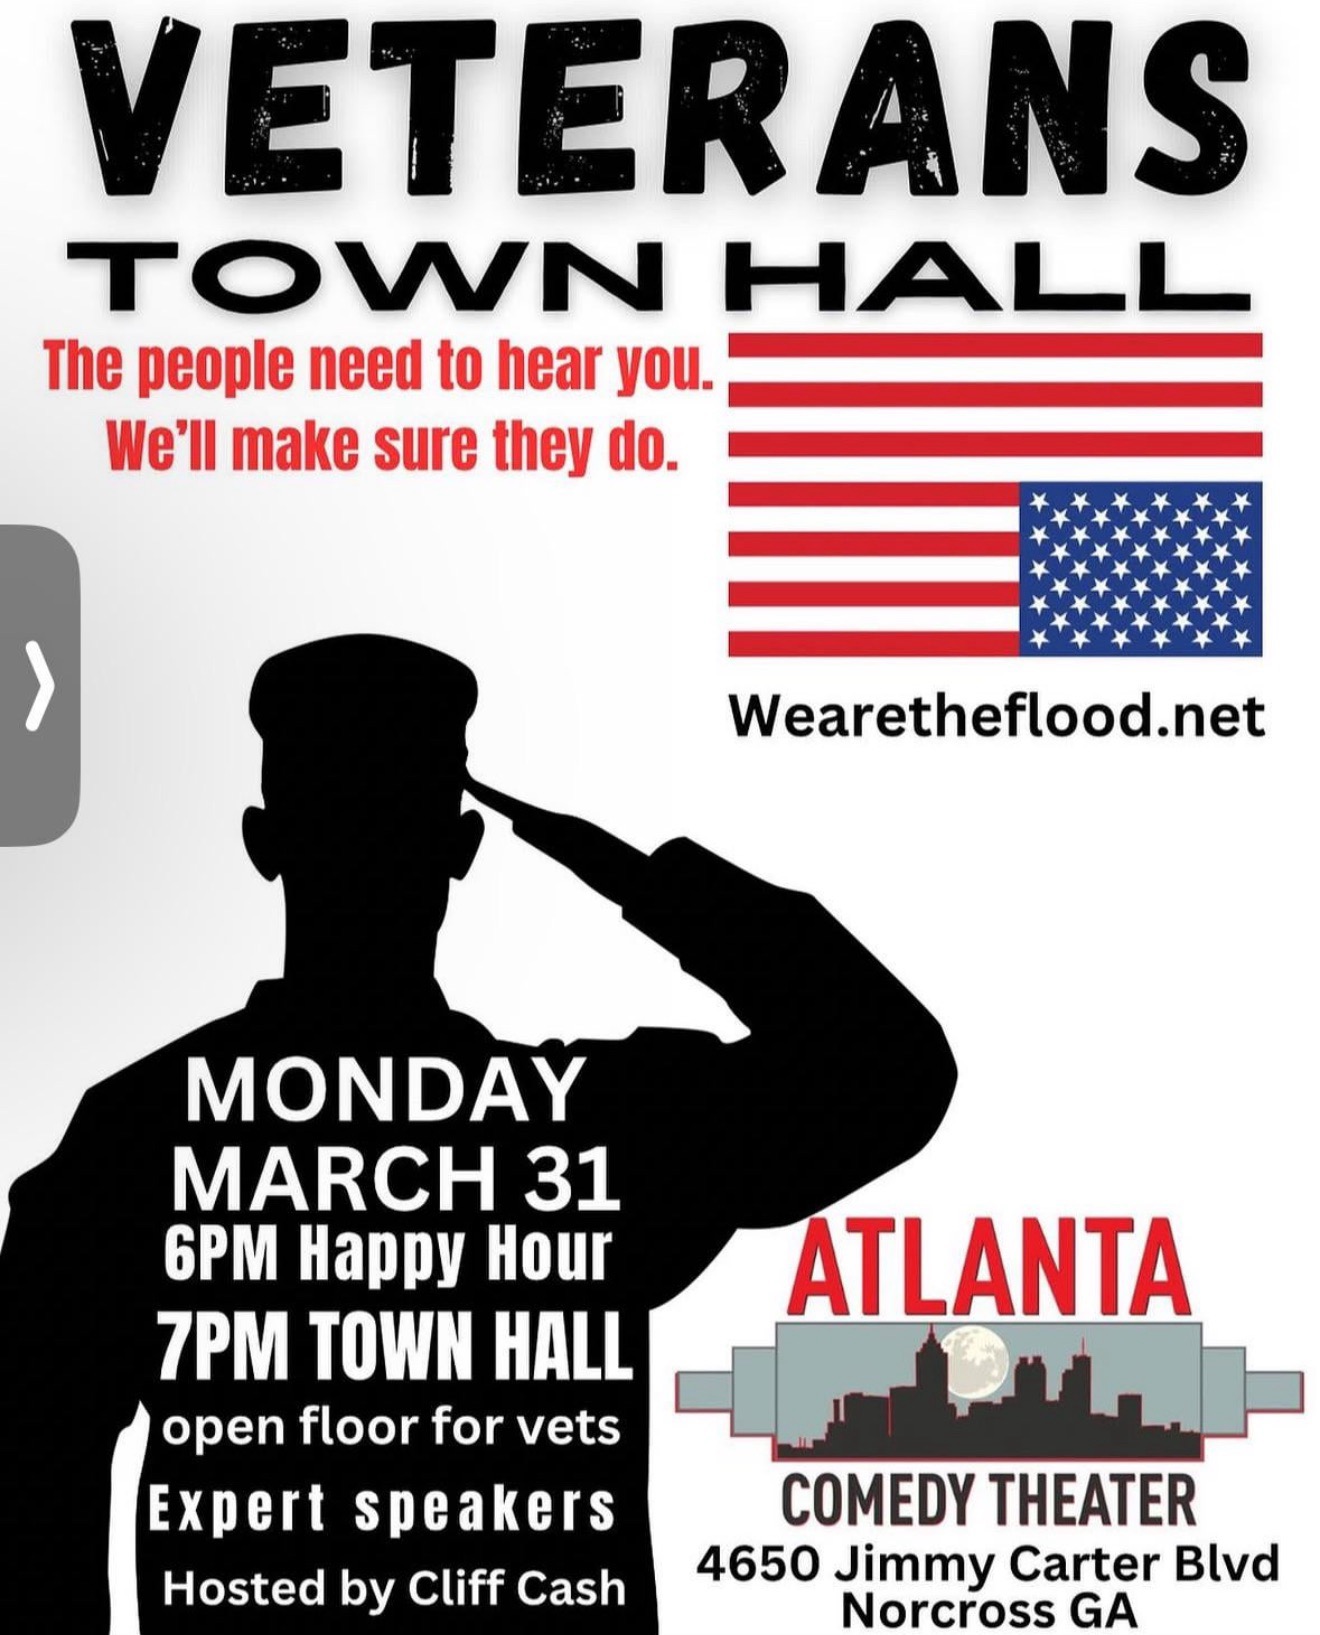 VETERANS
TOWN HALL
The people need to hear you.
We'll make sure they do.
Wearetheflood.net
MONDAY
MARCH 31
6PM Happy Hour
7PM TOWN HALL
open floor for vets
Expert speakers
Hosted by Cliff Cash
ATLANTA
COMEDY THEATER
4650 Jimmy Carter Blvd
Norcross GA